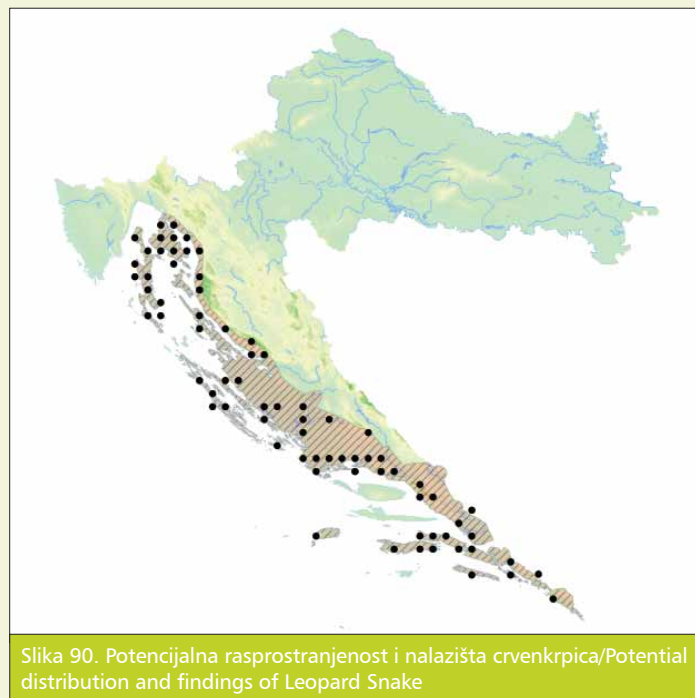 Slika 90. Potencijalna rasprostranjenost i nalazišta crvenkrpica/Potential
distribution and findings of Leopard Snake